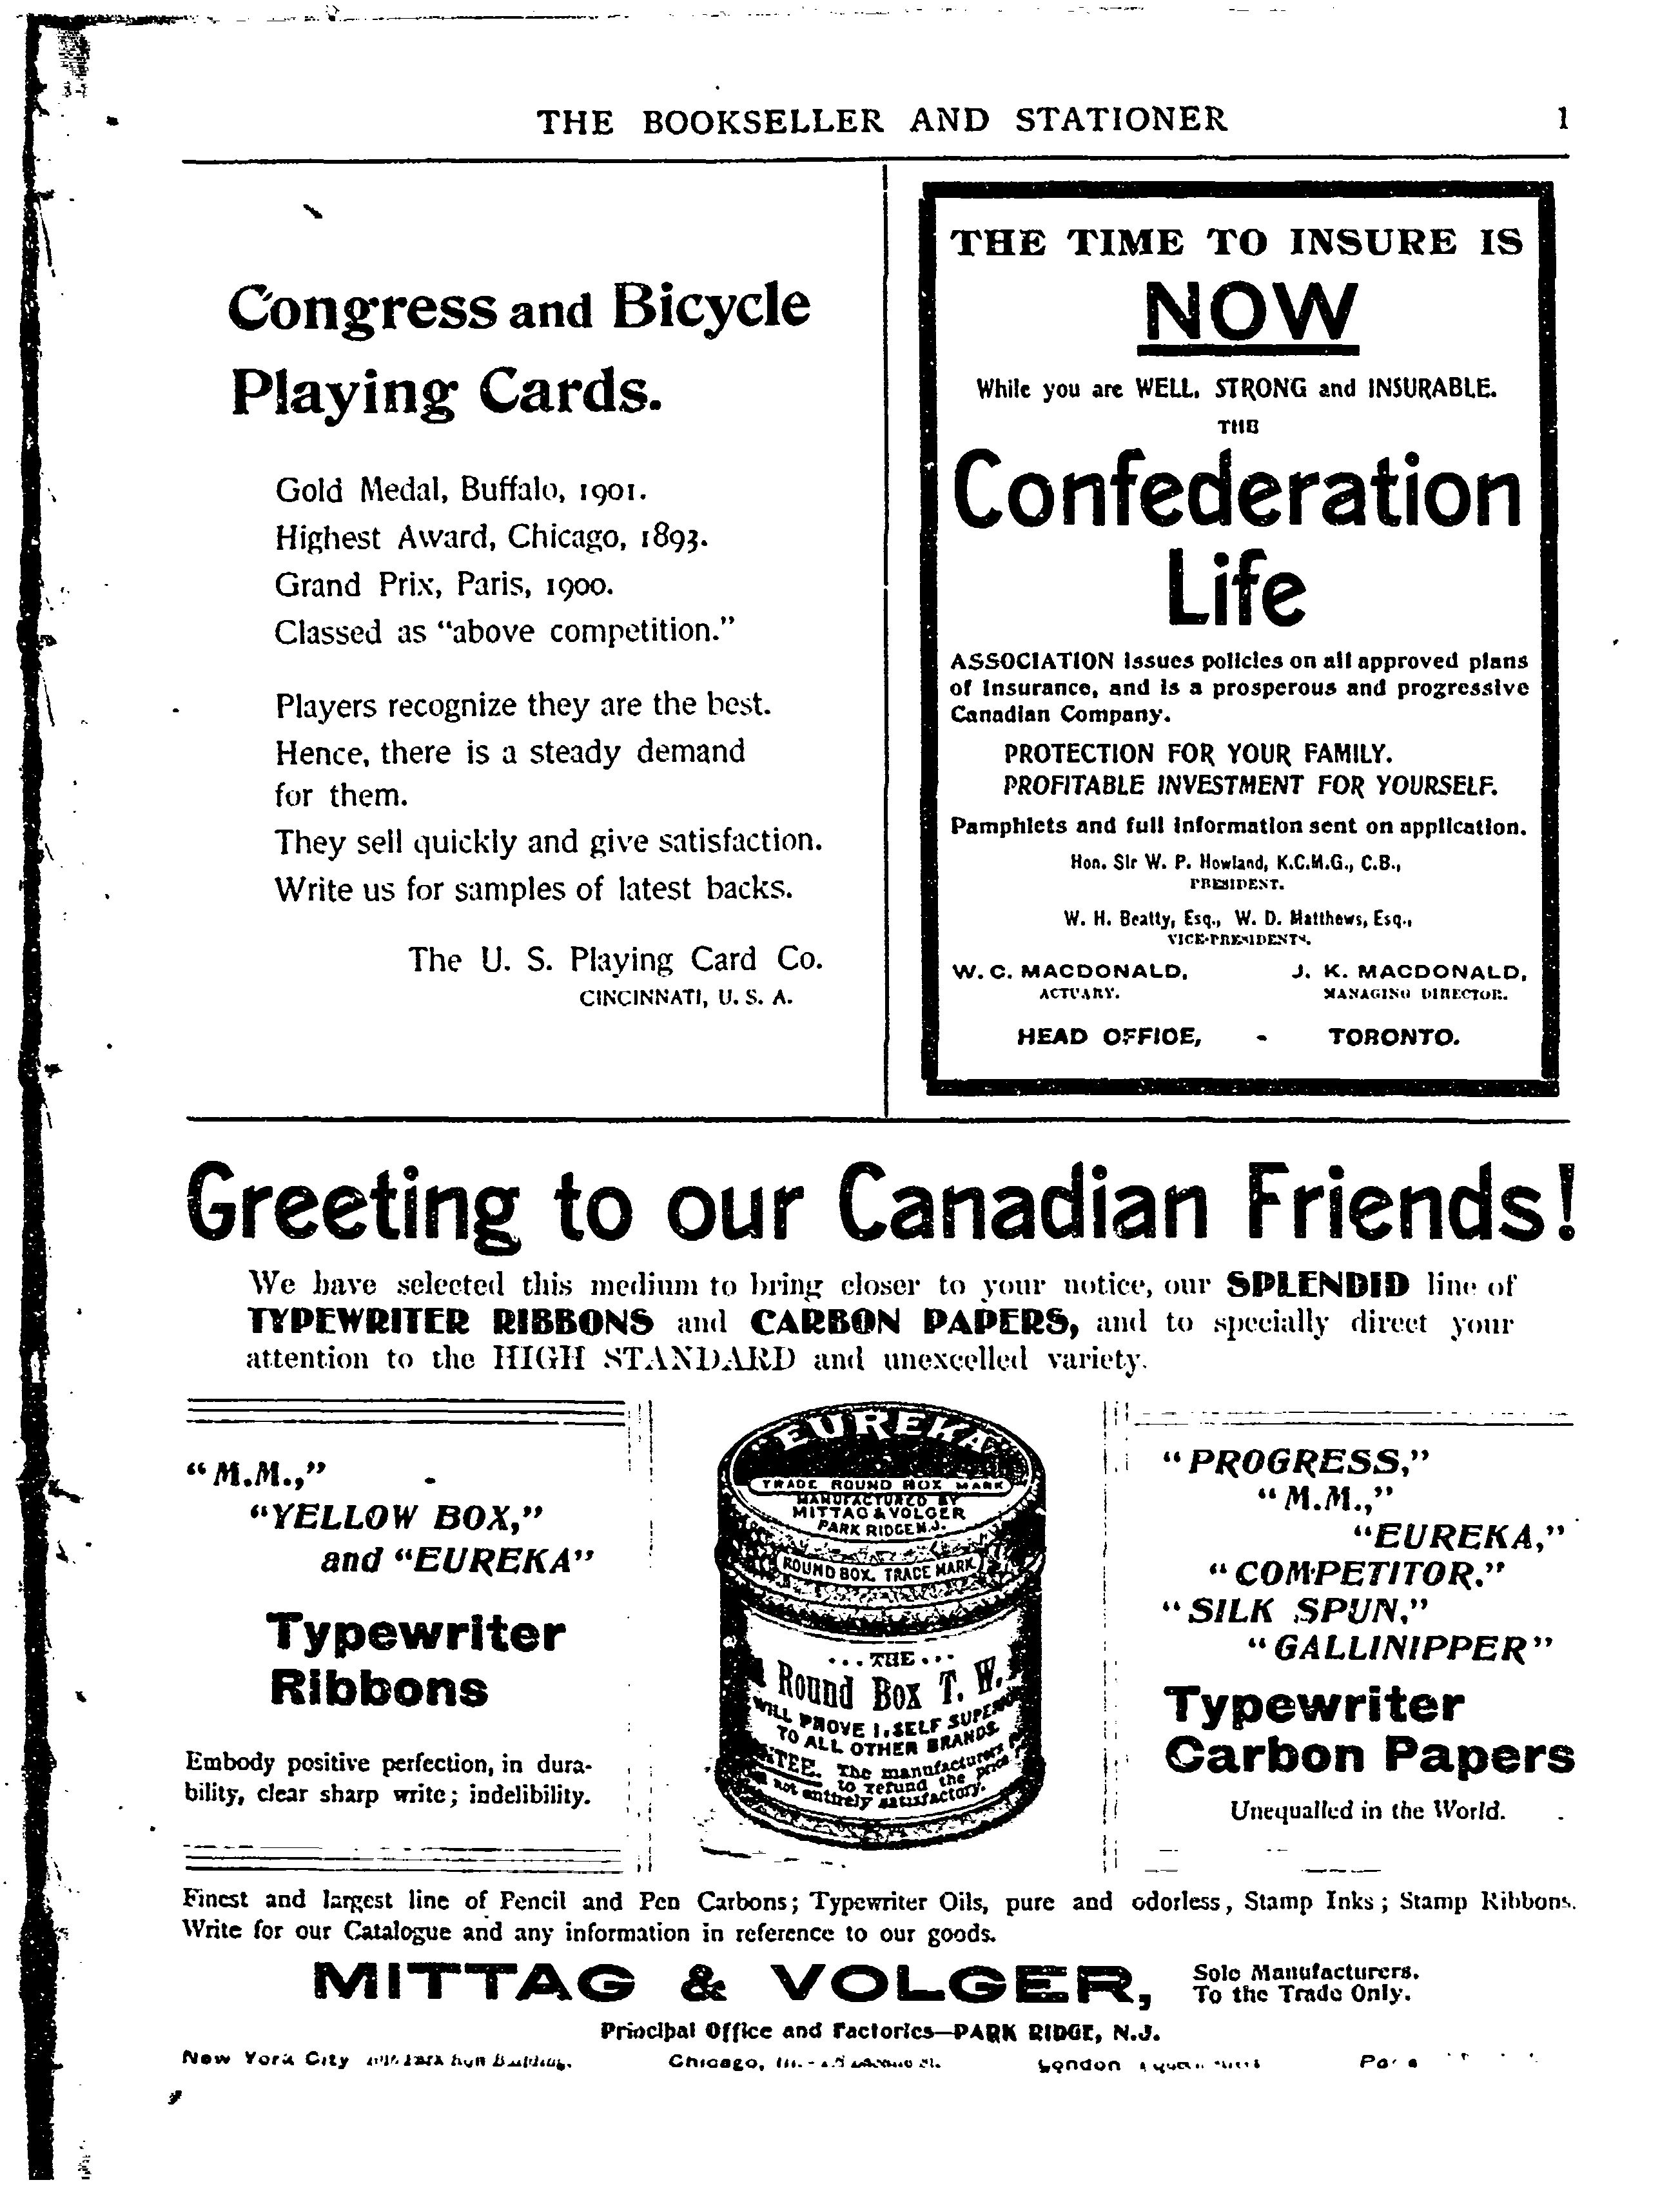 THE BOOKSELLER AND STATIONER 1
Congress and Bicycle
Playing Cards.
Gold Medal, Buffalo, 1901.
Highest Award, Chicago, 1893.
Grand Prix, Paris, 1900.
Classed as "above competition."
Players recognize they are the best.
Hence, there is a steady demand
for them.
They sell quickly and give satisfaction.
Write us for samples of latest backs.
The U. S. Playing Card Co.
CINCINNATI, U. S. A.
THE TIME TO INSURE IS
NOW
While you are WELL, STRONG and INSURABLE.
THE
Confederation
Life
ASSOCIATION issues policies on all approved plans
of Insurance, and is a prosperous and progressive
Canadian Company.
PROTECTION FOR YOUR FAMILY.
PROFITABLE INVESTMENT FOR YOURSELF.
Pamphlets and full information sent on application.
Hon. Sir W. P. Howland, K.C.M.G., C.B.,
PRESIDENT.
W. H. Beatty, Esq., W. D. Matthews, Esq.,
VICE-PRESIDENTS.
W. C. MACDONALD, J. K. MACDONALD,
ACTUARY. MANAGING DIRECTOR.
HEAD OFFICE, - TORONTO.
Greeting to our Canadian Friends!
We have selected this medium to bring closer to your notice, our SPLENDID line of
TYPEWRITER RIBBONS and CARBON PAPERS, and to specially direct your
attention to the HIGH STANDARD and unexcelled variety.
"M.M.,"
"YELLOW BOX,"
and "EUREKA"
Typewriter
Ribbons
Embody positive perfection, in dura-
bility, clear sharp write; indelibility.
"EUREKA"
TRADE ROUND BOX MARK
MANUFACTURED BY
MITTAG & VOLGER
PARK RIDGE N.J.
ROUND BOX. TRADE MARK
...THE...
Round Box T. W.
WILL PROVE ITSELF
TO ALL OTHER BRANDS.
The manufacturers
to refund the price
not entirely satisfactory.
"PROGRESS,"
"M.M.,"
"EUREKA,"
"COMPETITOR."
"SILK SPUN,"
"GALLINIPPER"
Typewriter
Carbon Papers
Unequalled in the World.
Finest and largest line of Pencil and Pen Carbons; Typewriter Oils, pure and odorless, Stamp Inks; Stamp Ribbons.
Write for our Catalogue and any information in reference to our goods.
MITTAG & VOLGER, Sole Manufacturers.
To the Trade Only.
Principal Office and Factories—PARK RIDGE, N.J.
New York City Chicago, London